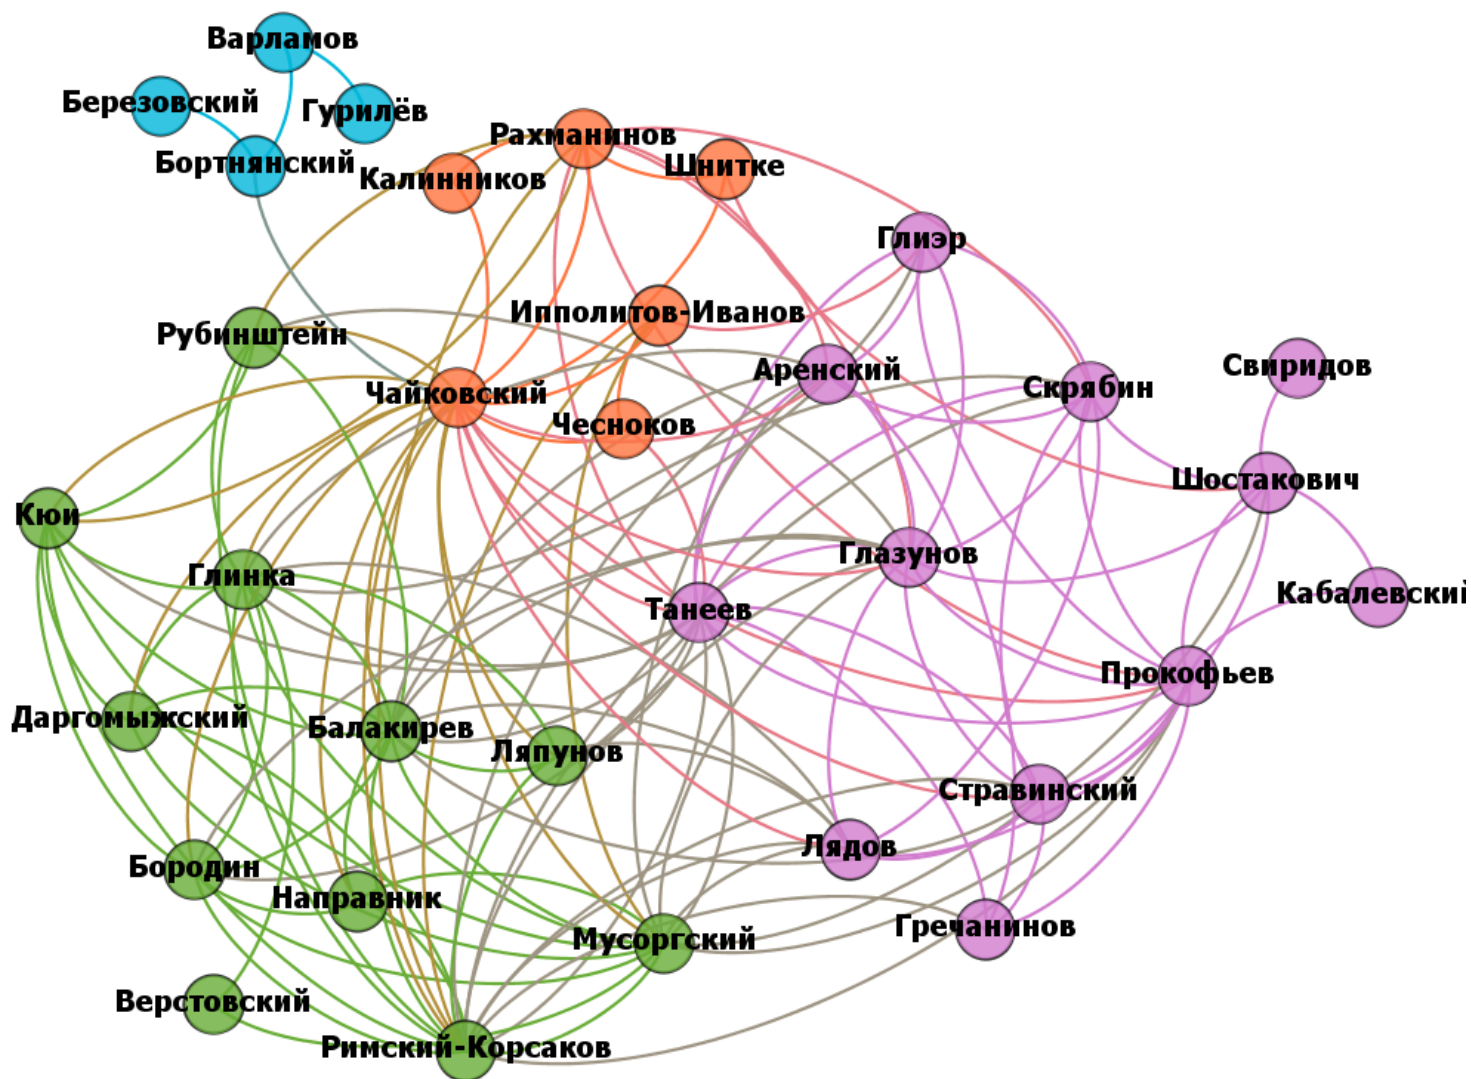 Варламов
Березовский
Гурилёв
Бортнянский
Рахманинов
Калинников
Шнитке
Глиэр
Ипполитов-Иванов
Рубинштейн
Аренский
Свиридов
Чайковский
Скрябин
Чесноков
Шостакович
Кюи
Глазунов
Глинка
Танеев
Кабалевски
Прокофьев
Даргомыжский
Балакирев
Ляпунов
Стравинский
Лядов
Бородин
Направник
Мусоргский
Гречанинов
Верстовский
Римский-Корсаков